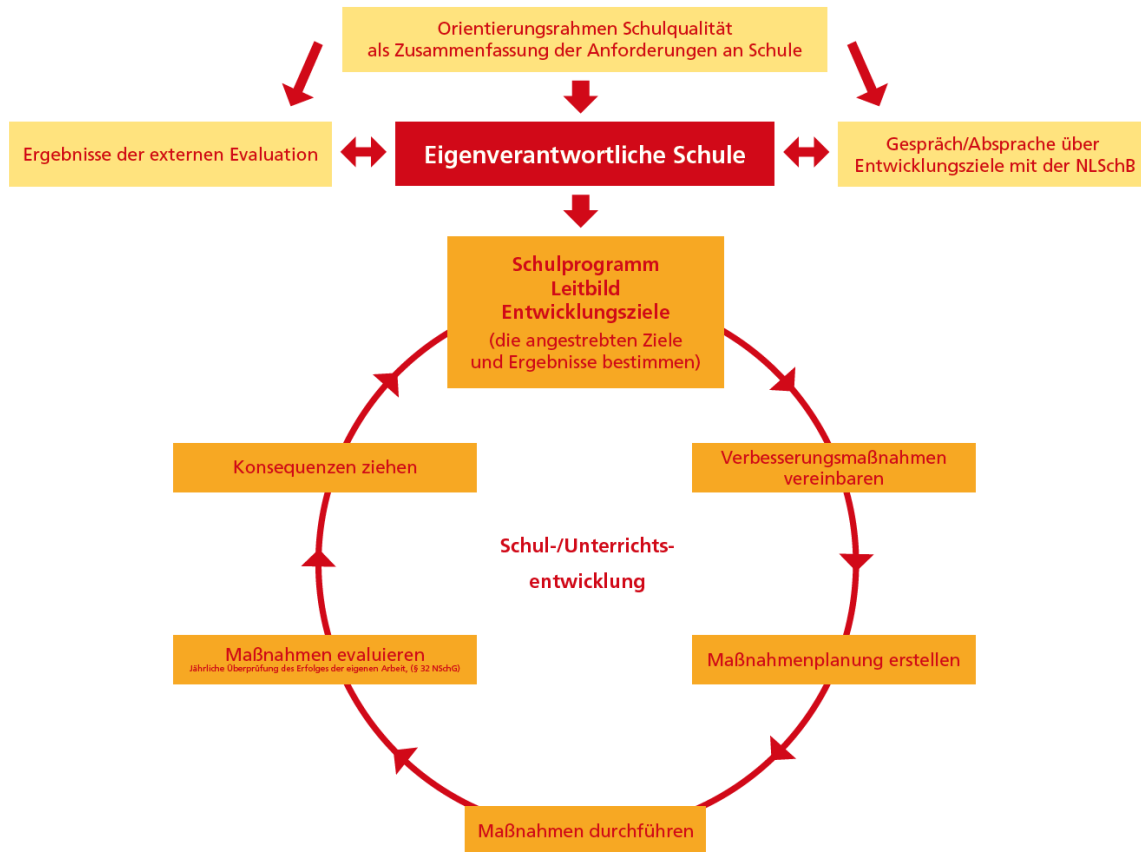 Orientierungsrahmen Schulqualität
als Zusammenfassung der Anforderungen an Schule
Ergebnisse der externen Evaluation
Eigenverantwortliche Schule
Gespräch/Absprache über
Entwicklungsziele mit der NLSchB
Schulprogramm
Leitbild
Entwicklungsziele
(die angestrebten Ziele
und Ergebnisse bestimmen)
Konsequenzen ziehen
Verbesserungsmaßnahmen
vereinbaren
Schul-/Unterrichts-
entwicklung
Maßnahmen evaluieren
Jährliche Überprüfung des Erfolges der eigenen Arbeit, (§ 32 NSchG)
Maßnahmenplanung erstellen
Maßnahmen durchführen